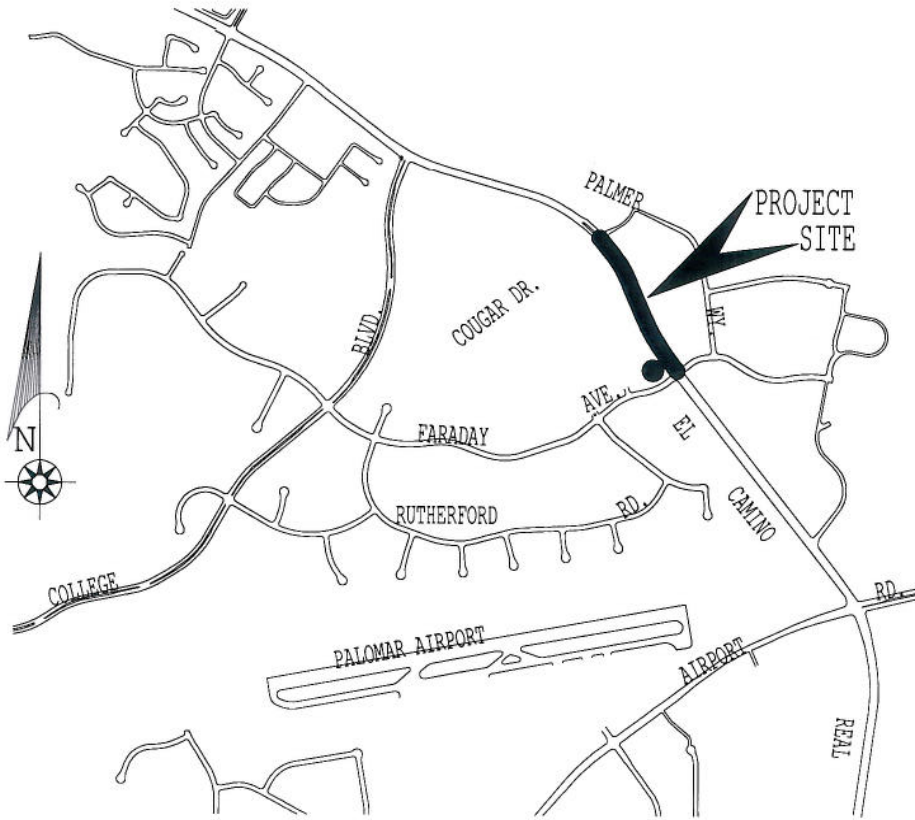 PALMER
PROJECT
SITE
COUGAR DR.
WY.
BLVD.
AVE.
N
FARADAY
EL
RUTHERFORD
RD.
CAMINO
COLLEGE
RD.
PALOMAR AIRPORT
AIRPORT
REAL